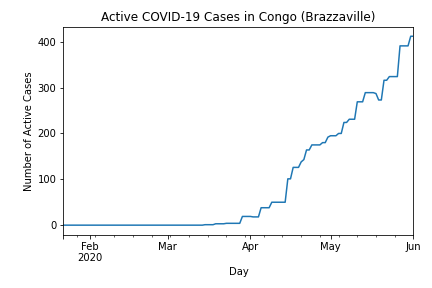 Active COVID-19 Cases in Congo (Brazzaville)
400
300
200
100
0
Number of Active Cases
Feb Mar Apr May Jun
2020
Day